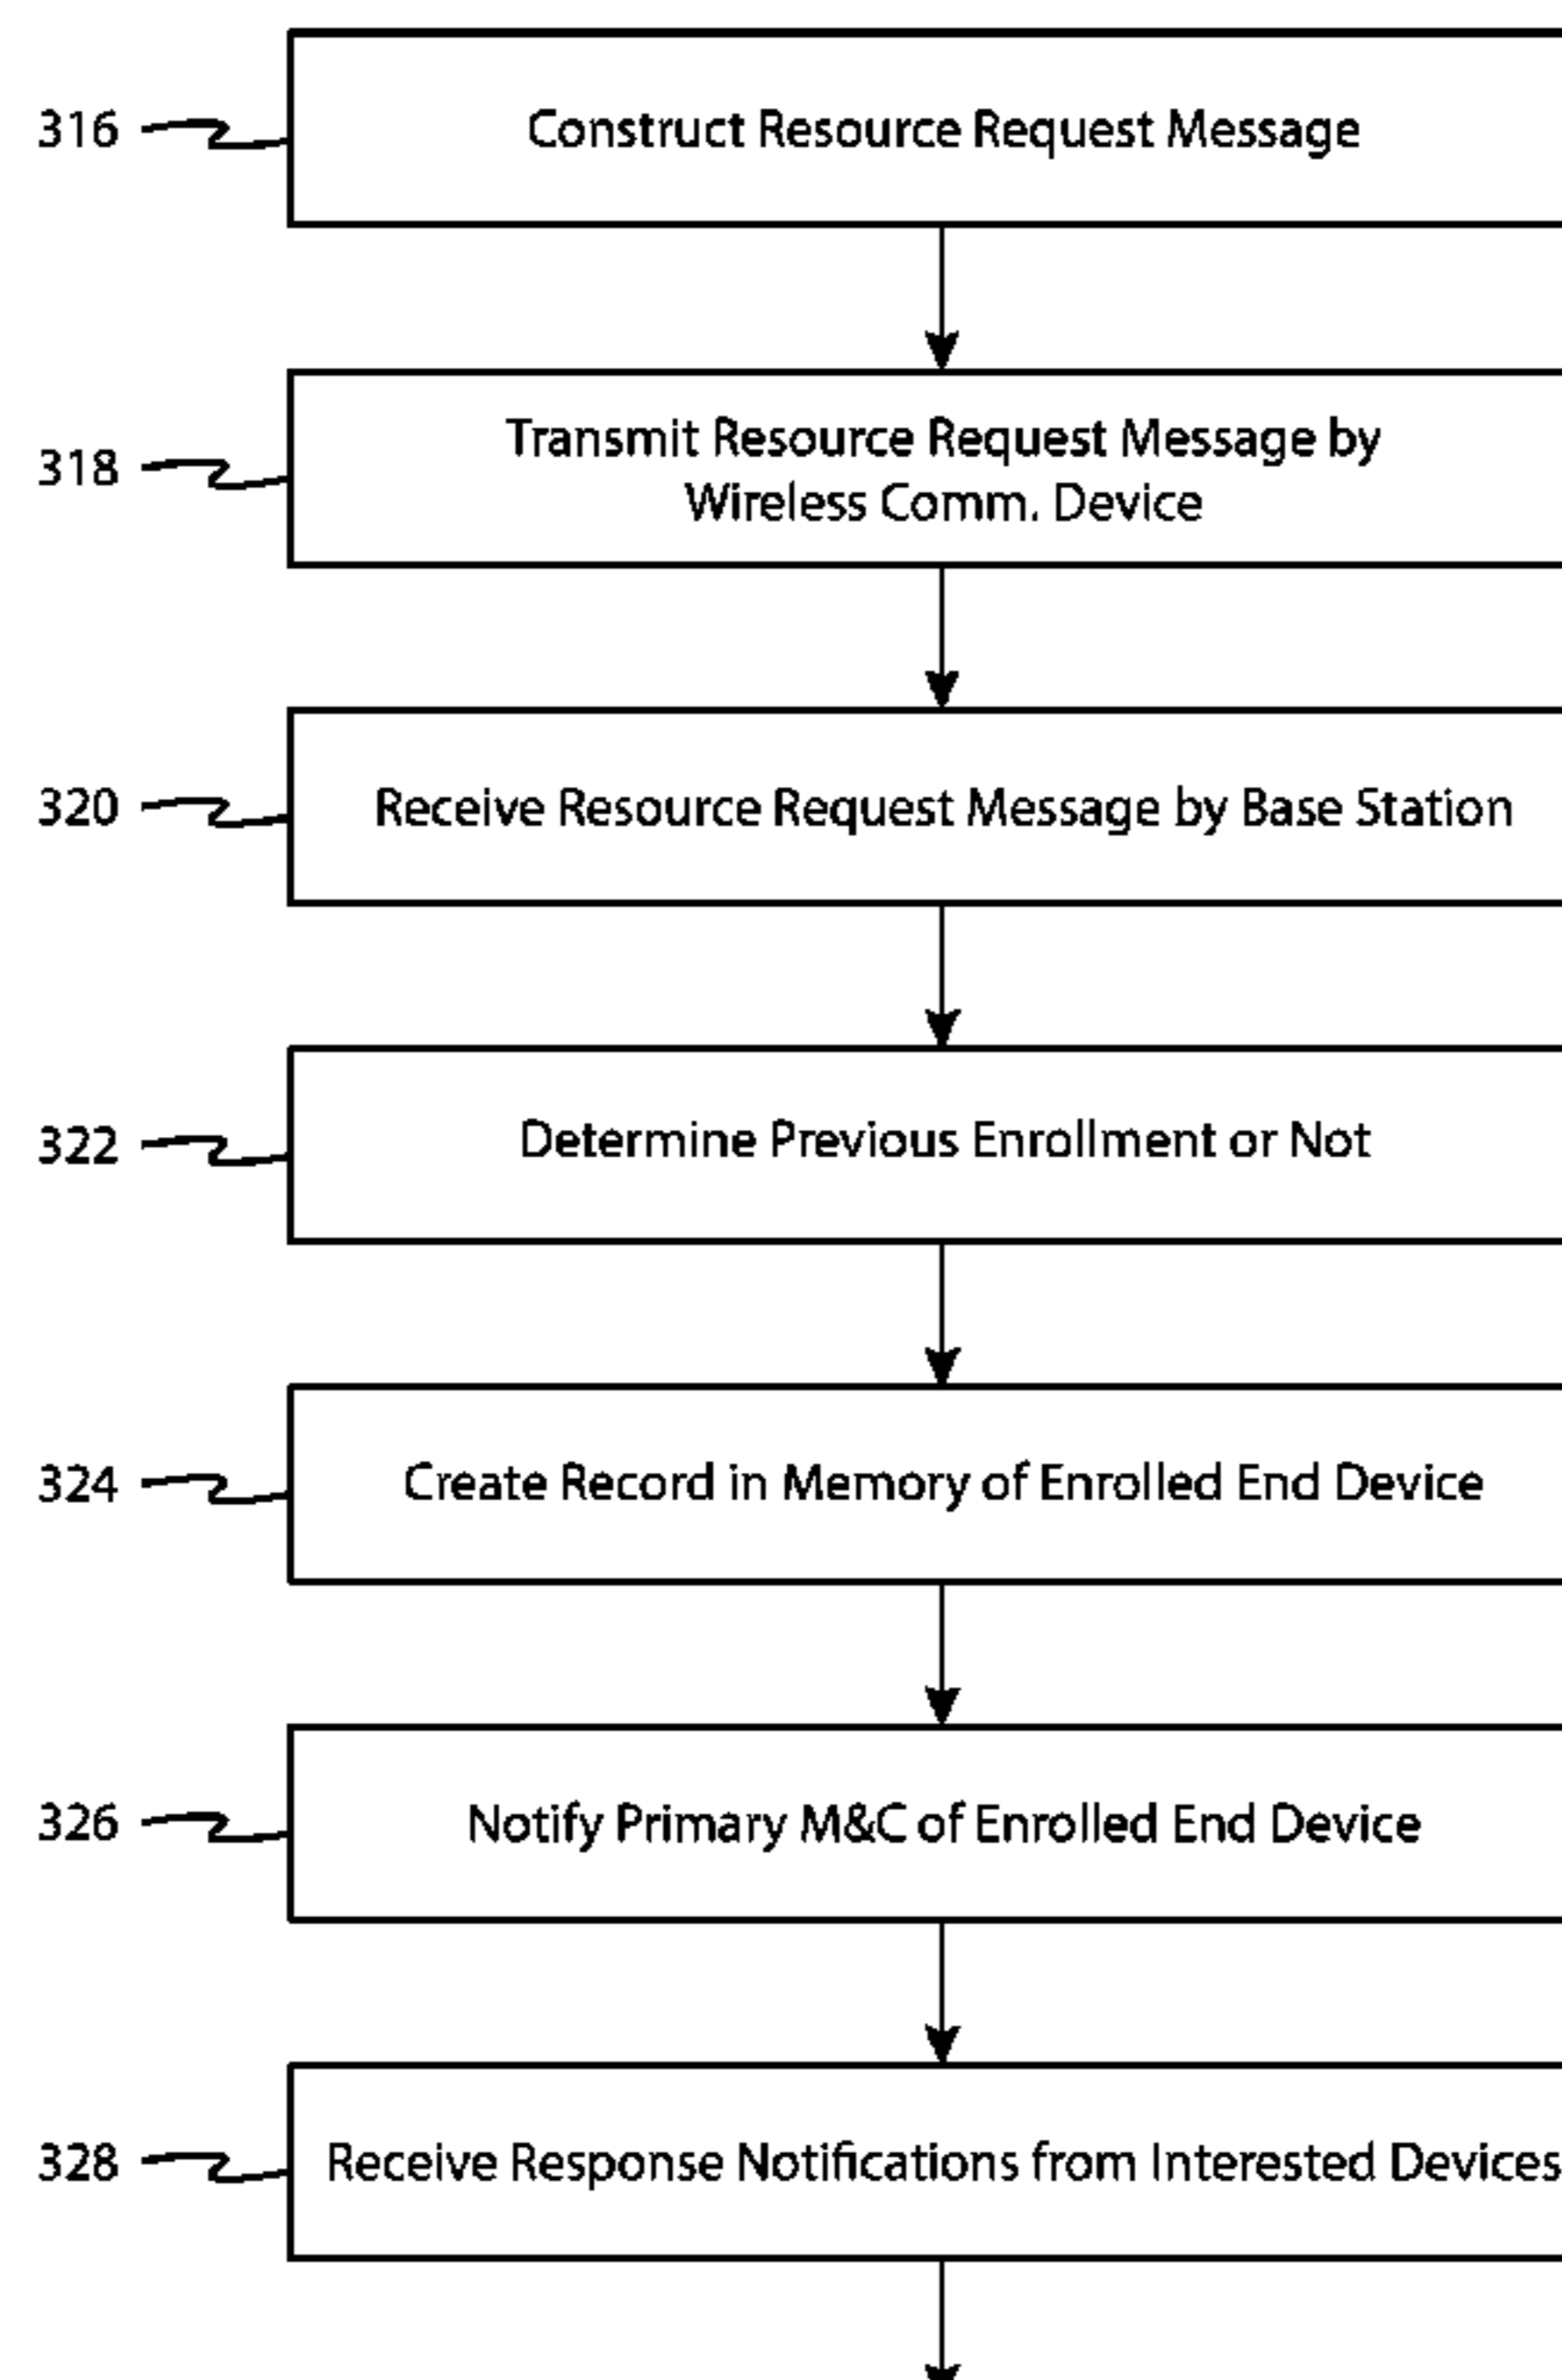 316
Construct Resource Request Message
318
Transmit Resource Request Message by
Wireless Comm. Device
320
Receive Resource Request Message by Base Station
322
Determine Previous Enrollment or Not
324
Create Record in Memory of Enrolled End Device
326
Notify Primary M&C of Enrolled End Device
328
Receive Response Notifications from Interested Devices